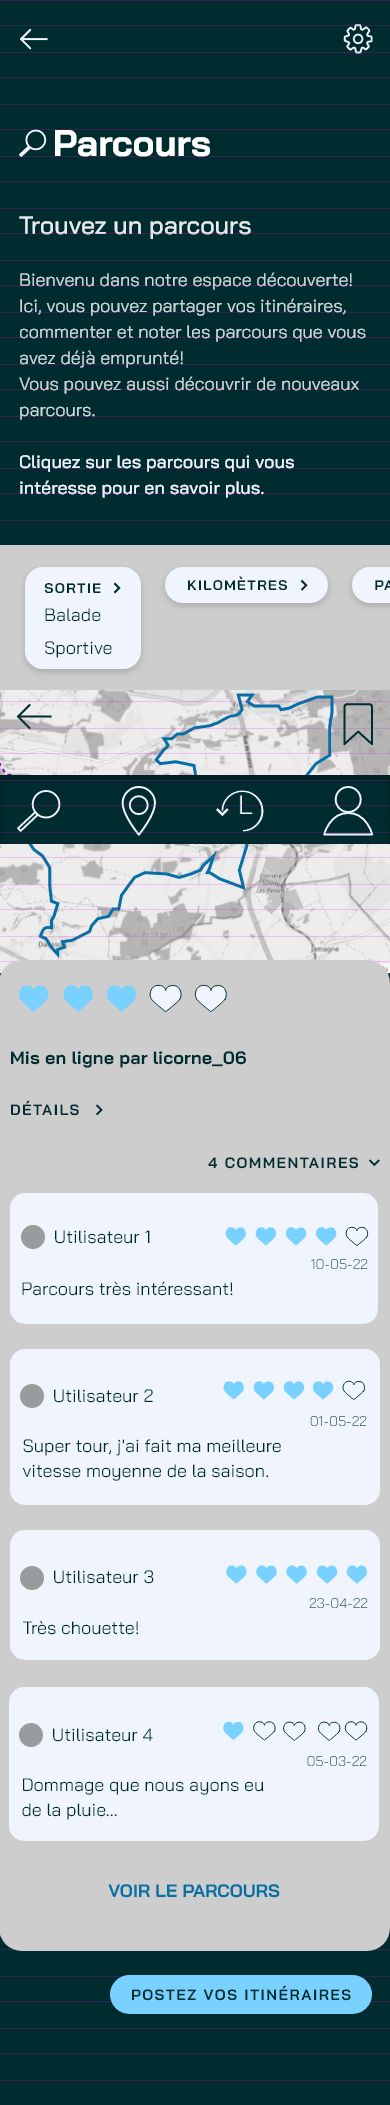 Parcours
Trouvez un parcours
Bienvenu dans notre espace découverte!
Ici, vous pouvez partager vos itinéraires,
commenter et noter les parcours que vous
avez déjà emprunté!
Vous pouvez aussi découvrir de nouveaux
parcours.
Cliquez sur les parcours qui vous
intéresse pour en savoir plus.
SORTIE
Balade
Sportive
KILOMÈTRES
PA
Jamagne
Mis en ligne par licorne_06
DÉTAILS
4 COMMENTAIRES
Utilisateur 1
10-05-22
Parcours très intéressant!
Utilisateur 2
01-05-22
Super tour, j'ai fait ma meilleure
vitesse moyenne de la saison.
Utilisateur 3
23-04-22
Très chouette!
Utilisateur 4
05-03-22
Dommage que nous ayons eu
de la pluie...
VOIR LE PARCOURS
POSTEZ VOS ITINÉRAIRES